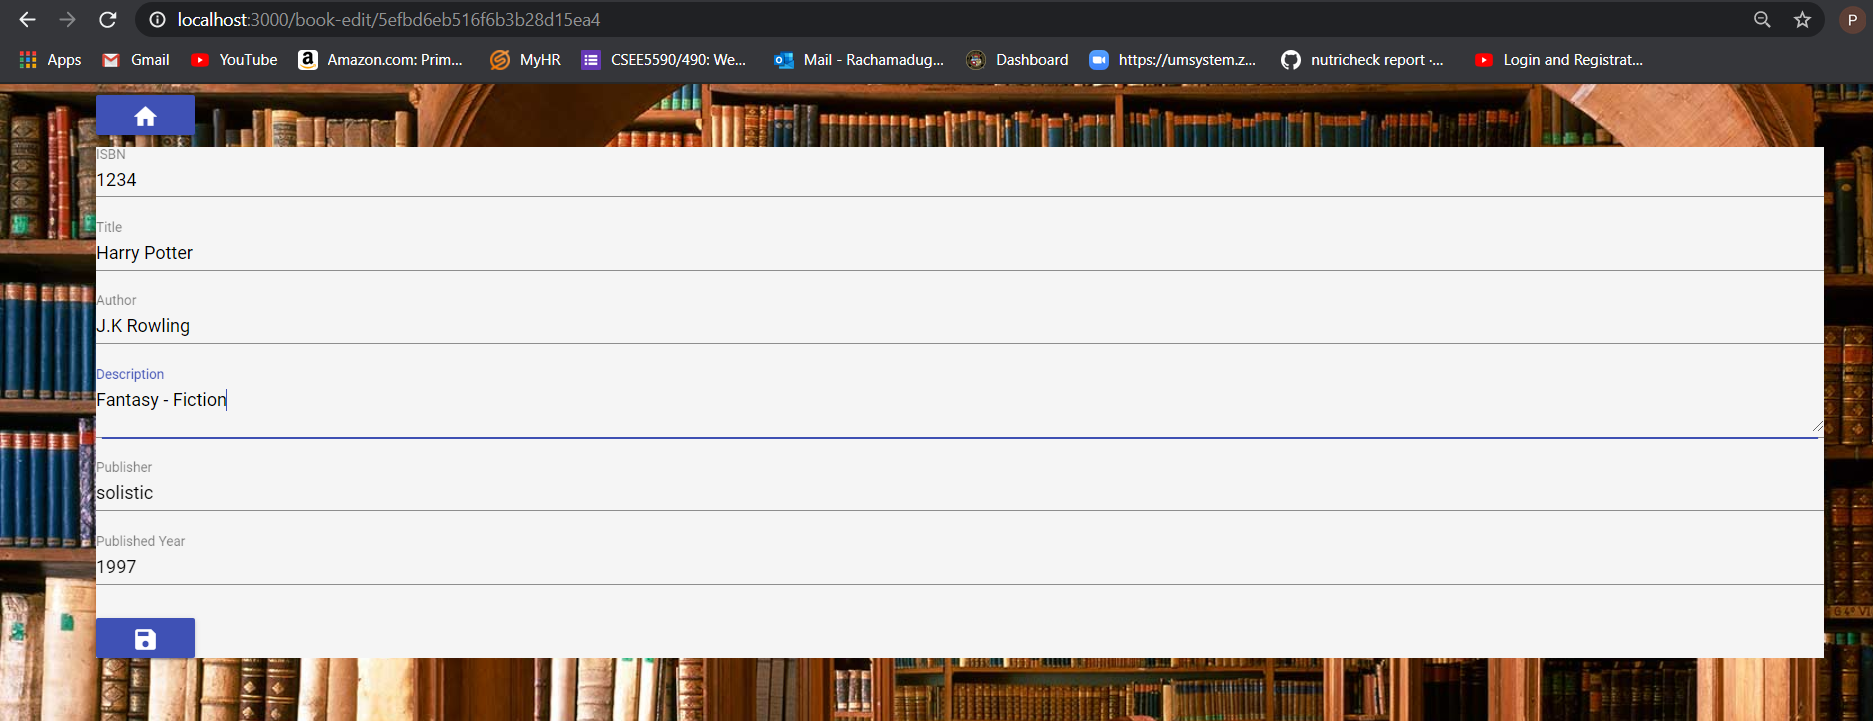 localhost:3000/book-edit/5efbd6eb516f6b3b28d15ea4
P
Apps Gmail YouTube Amazon.com: Prim... MyHR CSEE5590/490: We... Mail - Rachamadug... Dashboard https://umsystem.z... nutricheck report ·... Login and Registrat...
ISBN
1234
Title
Harry Potter
Author
J.K Rowling
Description
Fantasy - Fiction
Publisher
solistic
Published Year
1997